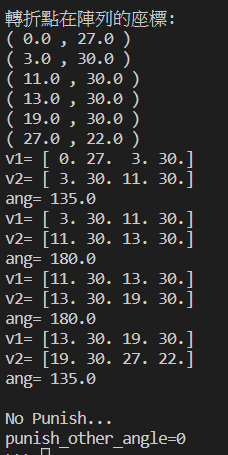 轉折點在陣列的座標:
( 0.0 , 27.0 )
( 3.0 , 30.0 )
( 11.0 , 30.0 )
( 13.0 , 30.0 )
( 19.0 , 30.0 )
( 27.0 , 22.0 )
v1= [ 0. 27.  3. 30.]
v2= [ 3. 30. 11. 30.]
ang= 135.0
v1= [ 3. 30. 11. 30.]
v2= [11. 30. 13. 30.]
ang= 180.0
v1= [11. 30. 13. 30.]
v2= [13. 30. 19. 30.]
ang= 180.0
v1= [13. 30. 19. 30.]
v2= [19. 30. 27. 22.]
ang= 135.0
No Punish...
punish_other_angle=0